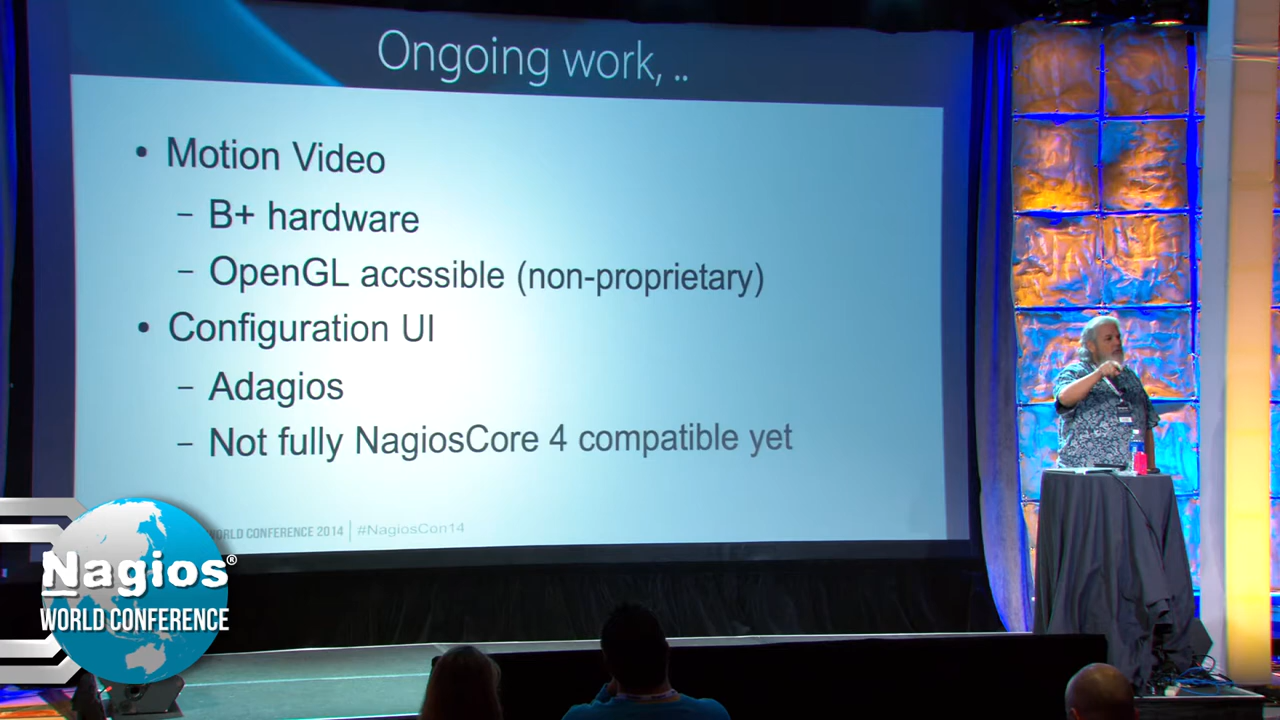 Ongoing work, ..
• Motion Video
– B+ hardware
– OpenGL accssible (non-proprietary)
• Configuration UI
– Adagios
– Not fully NagiosCore 4 compatible yet
WORLD CONFERENCE 2014 | #NagiosCon14
Nagios®
WORLD CONFERENCE